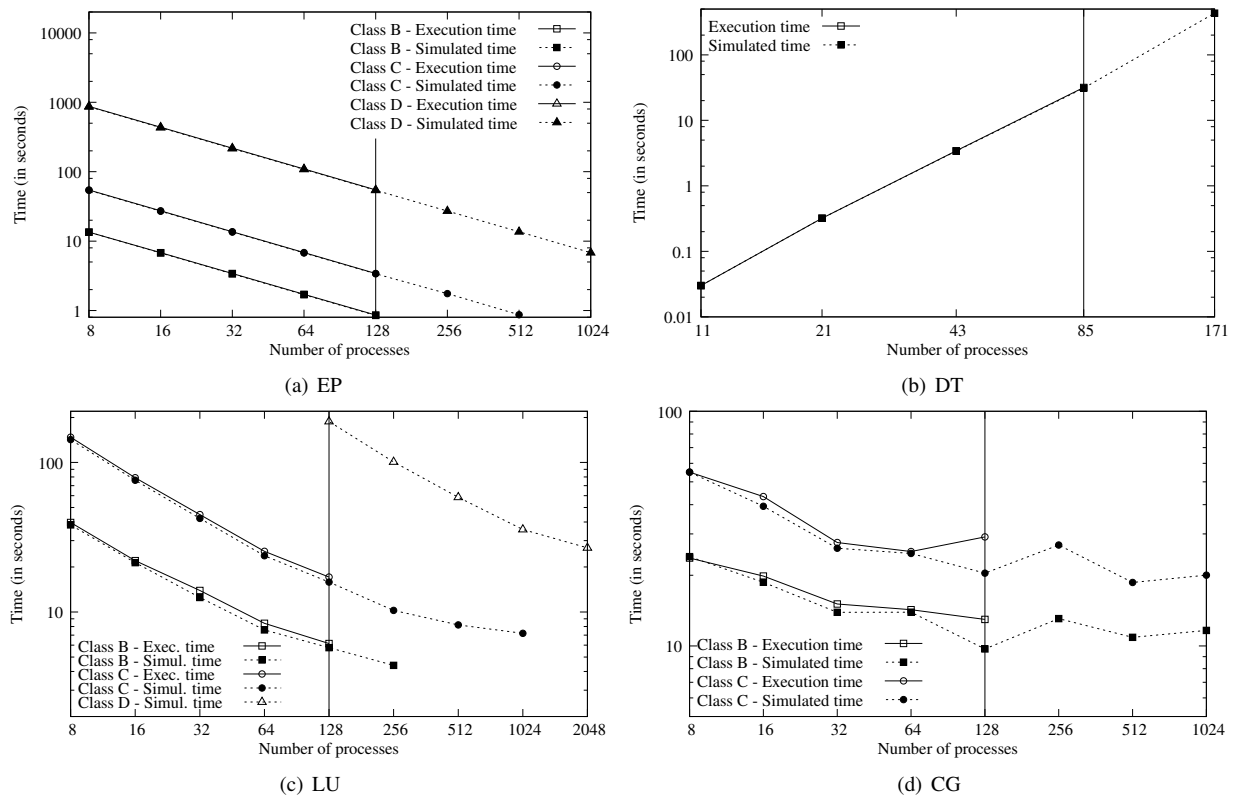 10000
1000
100
10
1
Time (in seconds)
Class B - Execution time
Class B - Simulated time
Class C - Execution time
Class C - Simulated time
Class D - Execution time
Class D - Simulated time
8 16 32 64 128 256 512 1024
Number of processes
(a) EP
100
10
1
0.1
0.01
Time (in seconds)
Execution time
Simulated time
11 21 43 85 171
Number of processes
(b) DT
100
10
Time (in seconds)
Class B - Exec. time
Class B - Simul. time
Class C - Exec. time
Class C - Simul. time
Class D - Simul. time
8 16 32 64 128 256 512 1024 2048
Number of processes
(c) LU
100
10
Time (in seconds)
Class B - Execution time
Class B - Simulated time
Class C - Execution time
Class C - Simulated time
8 16 32 64 128 256 512 1024
Number of processes
(d) CG